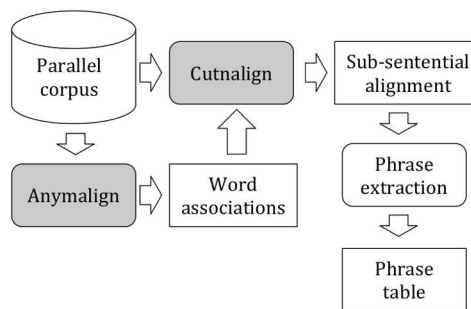 Parallel
corpus
Cutnalign
Sub-sentential
alignment
Anymalign
Word
associations
Phrase
extraction
Phrase
table